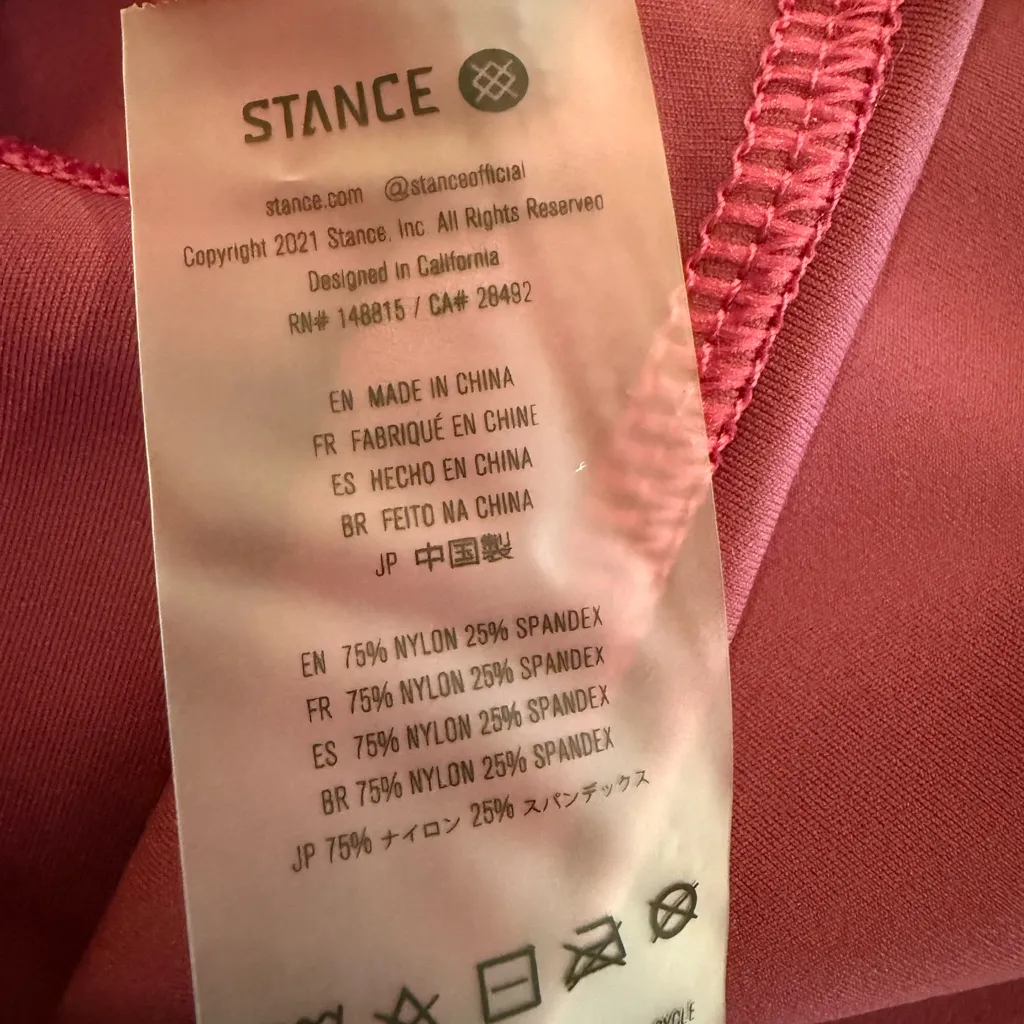 STANCE
stance.com @stanceofficial
Copyright 2021 Stance, Inc. All Rights Reserved
Designed in California
RN# 148815 / CA# 28492
EN MADE IN CHINA
FR FABRIQUÉ EN CHINE
ES HECHO EN CHINA
BR FEITO NA CHINA
JP 中国製
EN 75% NYLON 25% SPANDEX
FR 75% NYLON 25% SPANDEX
ES 75% NYLON 25% SPANDEX
BR 75% NYLON 25% SPANDEX
JP 75% ナイロン 25% スパンデックス